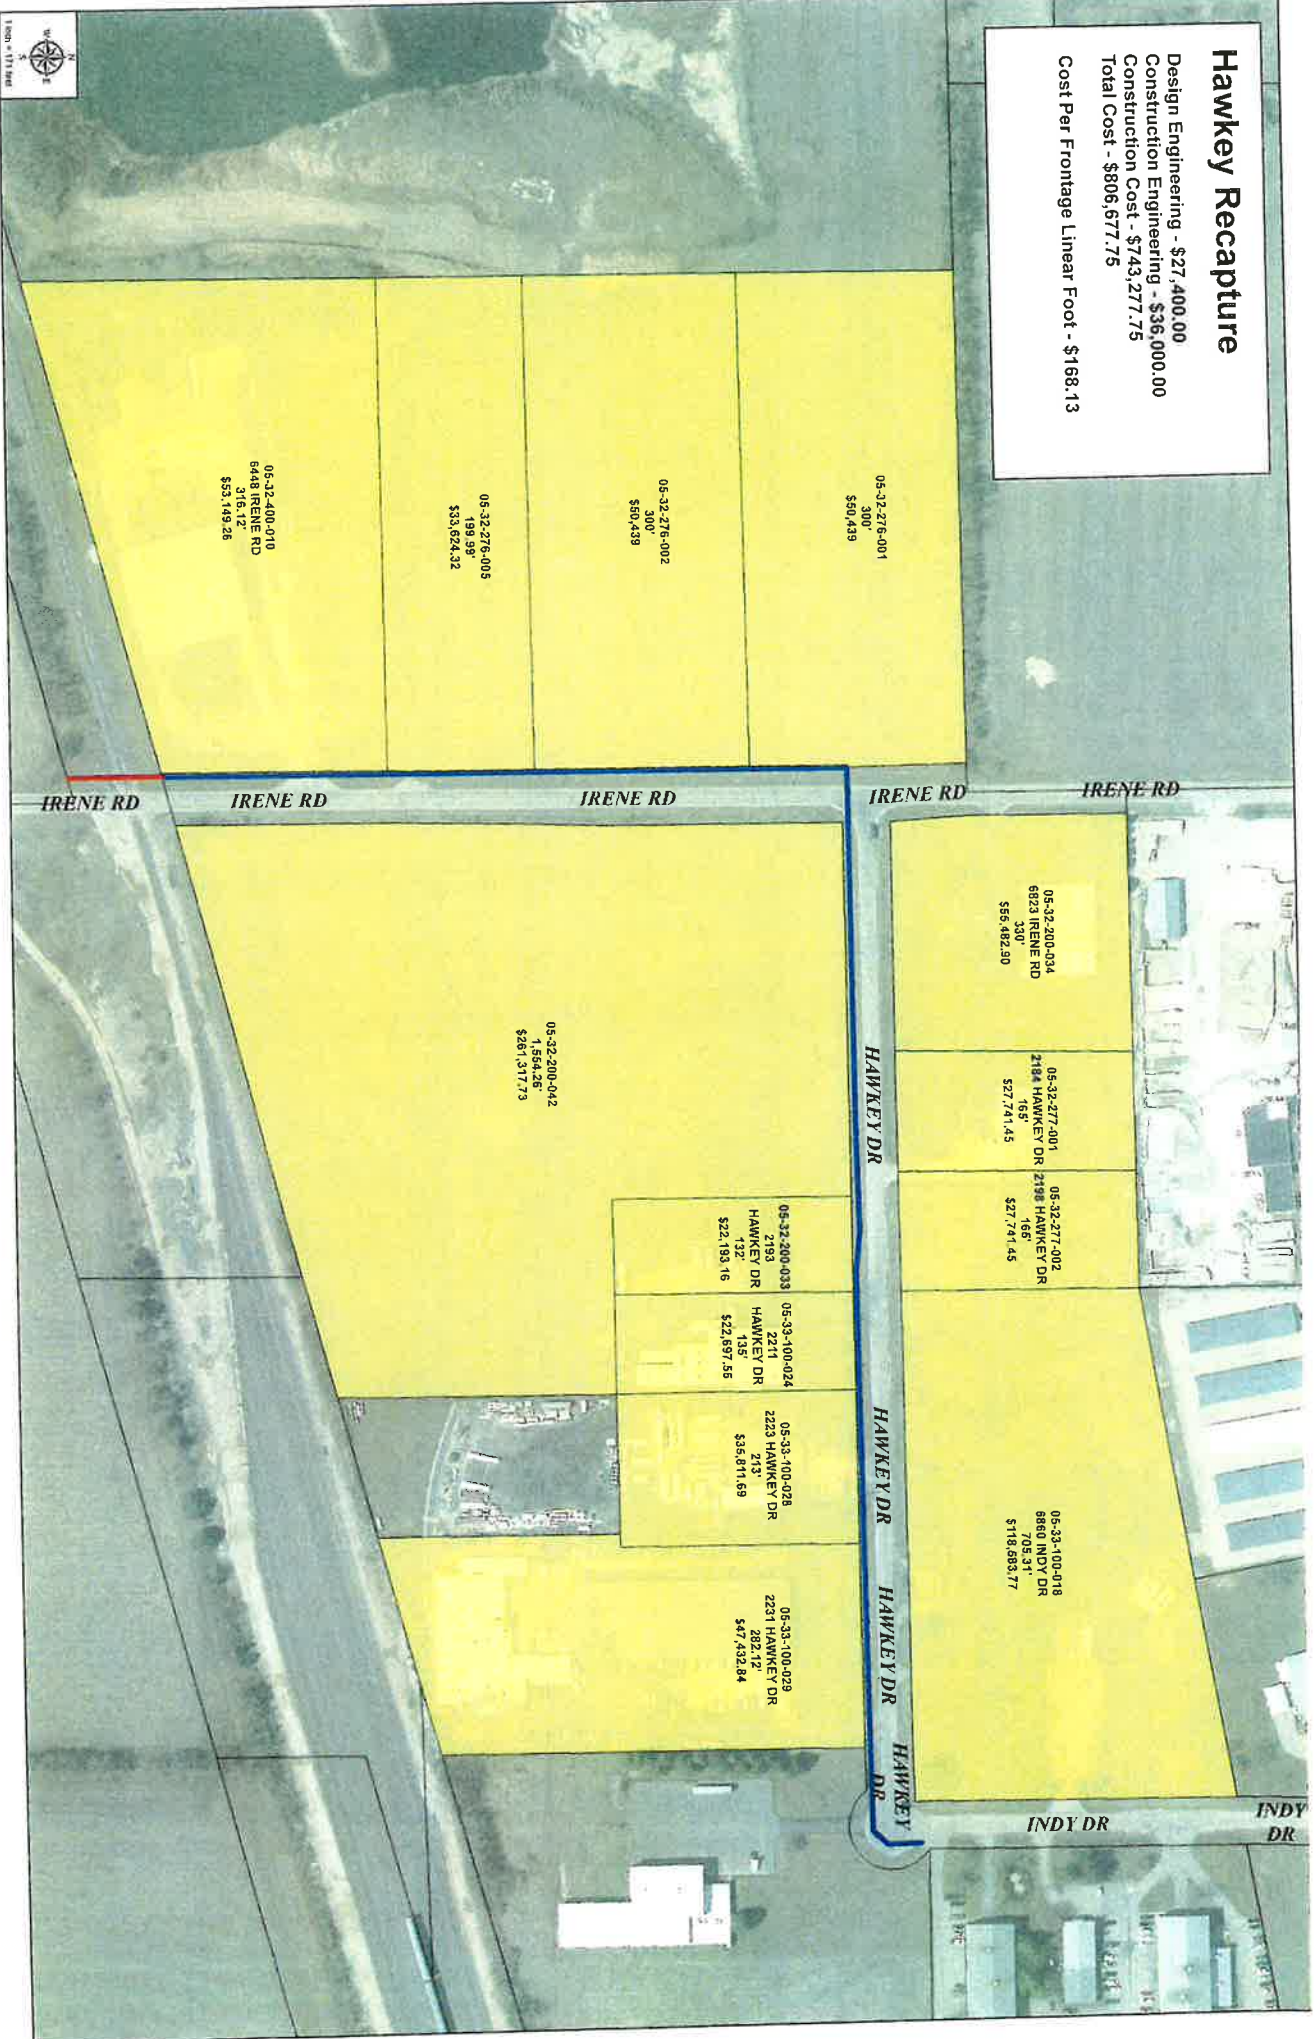 Hawkey Recapture
Design Engineering - $27,400.00
Construction Engineering - $36,000.00
Construction Cost - $743,277.75
Total Cost - $806,677.75
Cost Per Frontage Linear Foot - $168.13
05-32-276-001
300'
$50,439
05-32-276-002
300'
$50,439
05-32-276-005
199.99'
$33,624.32
05-32-400-010
6448 IRENE RD
316.12'
$53,149.26
IRENE RD
IRENE RD
IRENE RD
IRENE RD
IRENE RD
05-32-200-034
6823 IRENE RD
330'
$55,482.90
05-32-277-001
2184 HAWKEY DR
165'
$27,741.45
05-32-277-002
2198 HAWKEY DR
165'
$27,741.45
05-33-100-018
6860 INDY DR
705.31'
$118,583.77
HAWKEY DR
HAWKEY DR
HAWKEY DR
HAWKEY
DR
INDY DR
INDY
DR
05-32-200-042
1,554.26'
$261,317.73
05-32-200-033
2193
HAWKEY DR
132'
$22,193.16
05-33-100-024
2211
HAWKEY DR
135'
$22,697.55
05-33-100-028
2223 HAWKEY DR
213'
$35,811.69
05-33-100-029
2231 HAWKEY DR
282.12'
$47,432.84
N
W
E
S
1 inch = 171 feet